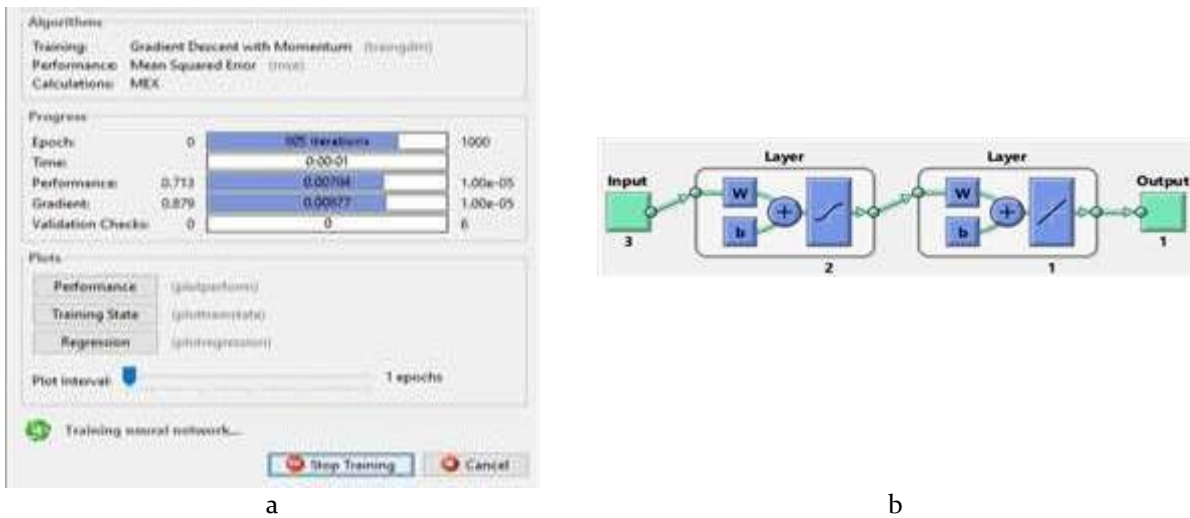 Algorithms
Training: Gradient Descent with Momentum (traingdm)
Performance: Mean Squared Error (mse)
Calculations: MEX
Progress
Epoch: 0 iterations 1000
Time: 0:00:01
Performance: 0.713 0.00704 1.00e-05
Gradient: 0.879 0.00877 1.00e-05
Validation Checks: 0 0 6
Plots
Performance (plotperform)
Training State (plottrainstate)
Regression (plotregression)
Plot Interval: 1 epochs
Training neural network...
Stop Training Cancel
a
Layer Layer
Input W W Output
b b
3 2 1 1
b